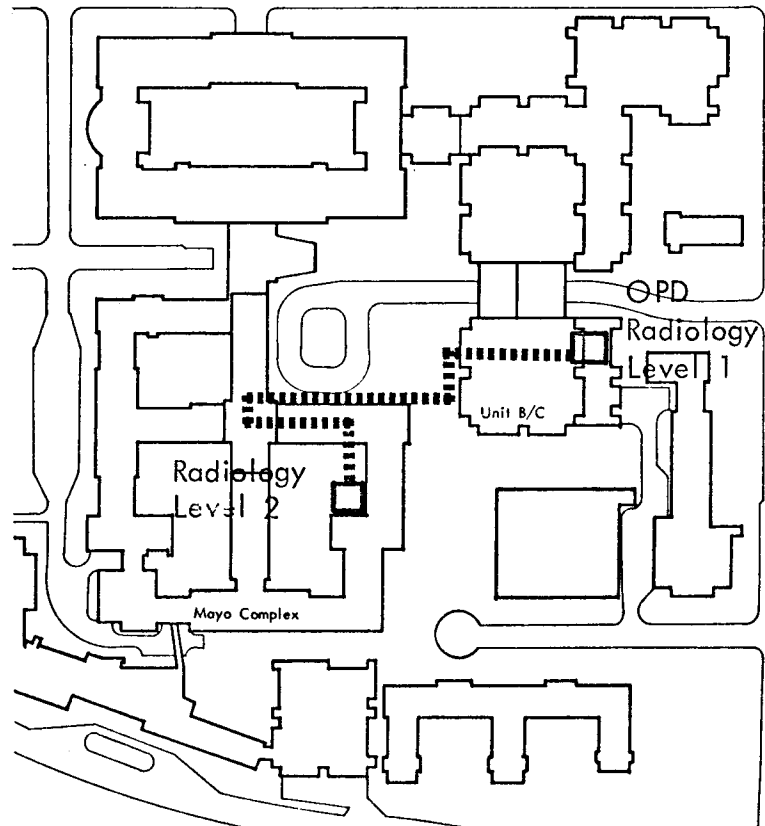 OPD
Radiology
Level 1
Unit B/C
Radiology
Level 2
Mayo Complex